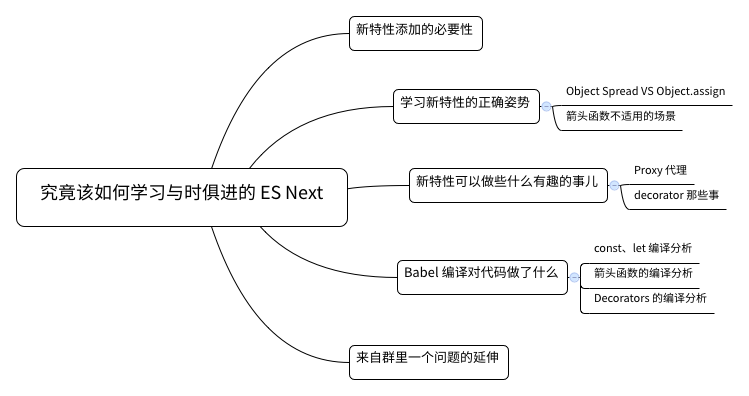 究竟该如何学习与时俱进的 ES Next
新特性添加的必要性
学习新特性的正确姿势
Object Spread VS Object.assign
箭头函数不适用的场景
新特性可以做些什么有趣的事儿
Proxy 代理
decorator 那些事
Babel 编译对代码做了什么
const、let 编译分析
箭头函数的编译分析
Decorators 的编译分析
来自群里一个问题的延伸